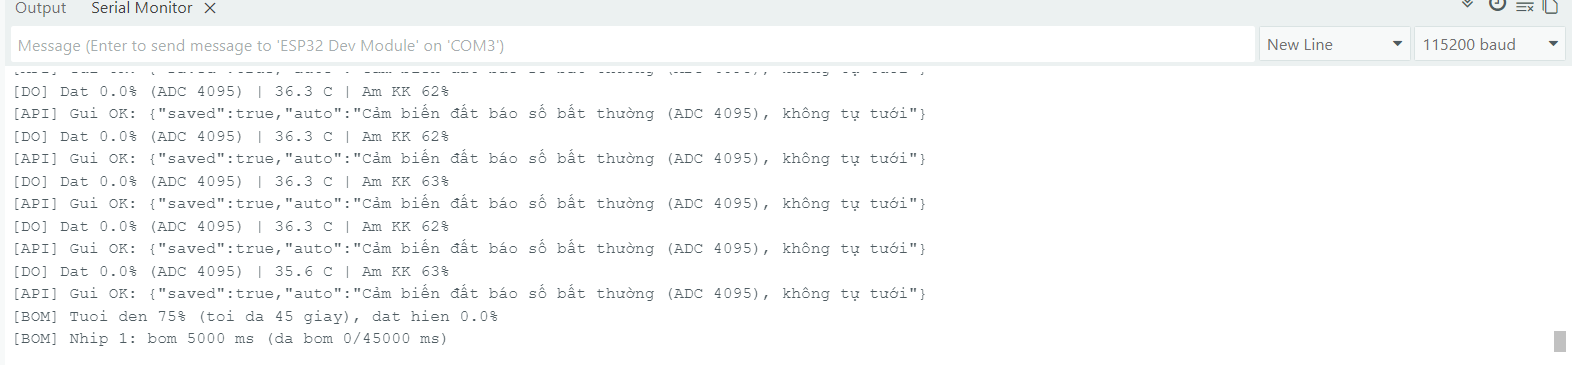 Output Serial Monitor ×
Message (Enter to send message to 'ESP32 Dev Module' on 'COM3')
New Line
115200 baud
[DO] Dat 0.0% (ADC 4095) | 36.3 C | Am KK 62%
[API] Gui OK: {"saved":true,"auto":"Cảm biến đất báo số bất thường (ADC 4095), không tự tưới"}
[DO] Dat 0.0% (ADC 4095) | 36.3 C | Am KK 62%
[API] Gui OK: {"saved":true,"auto":"Cảm biến đất báo số bất thường (ADC 4095), không tự tưới"}
[DO] Dat 0.0% (ADC 4095) | 36.3 C | Am KK 63%
[API] Gui OK: {"saved":true,"auto":"Cảm biến đất báo số bất thường (ADC 4095), không tự tưới"}
[DO] Dat 0.0% (ADC 4095) | 36.3 C | Am KK 62%
[API] Gui OK: {"saved":true,"auto":"Cảm biến đất báo số bất thường (ADC 4095), không tự tưới"}
[DO] Dat 0.0% (ADC 4095) | 35.6 C | Am KK 63%
[API] Gui OK: {"saved":true,"auto":"Cảm biến đất báo số bất thường (ADC 4095), không tự tưới"}
[BOM] Tuoi den 75% (toi da 45 giay), dat hien 0.0%
[BOM] Nhip 1: bom 5000 ms (da bom 0/45000 ms)